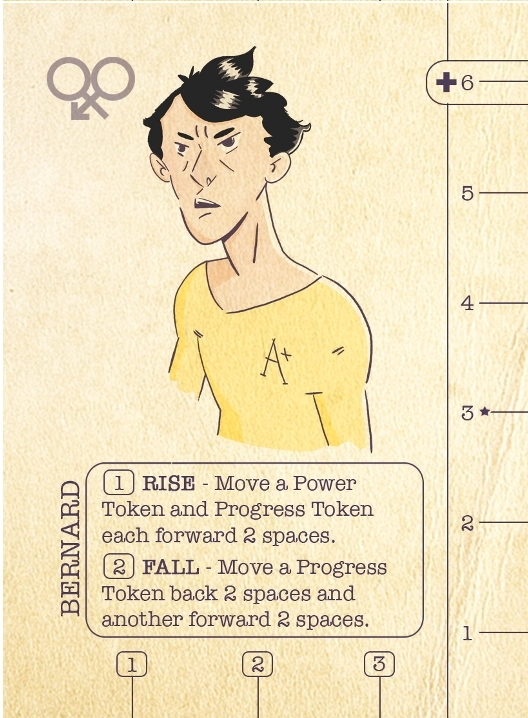 +6
5
4
A+
3★
BERNARD
1 RISE - Move a Power
Token and Progress Token
each forward 2 spaces.
2 FALL - Move a Progress
Token back 2 spaces and
another forward 2 spaces.
2
1
1 2 3